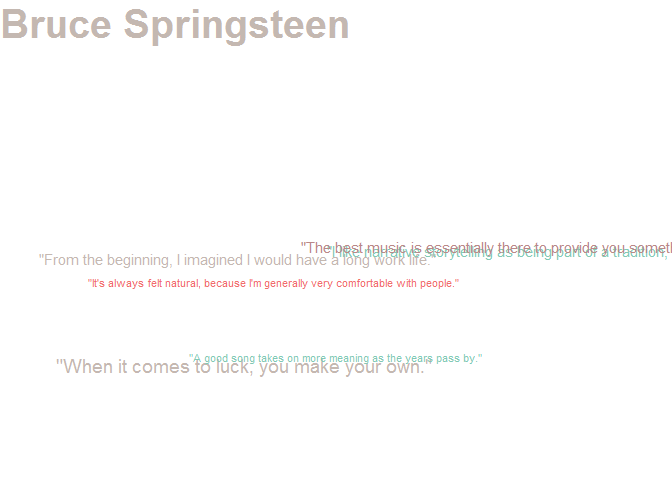 Bruce Springsteen
"The best music is essentially there to provide you someth
"I like narrative storytelling as being part of a tradition,
"From the beginning, I imagined I would have a long work life."
"It's always felt natural, because I'm generally very comfortable with people."
"A good song takes on more meaning as the years pass by."
"When it comes to luck, you make your own."